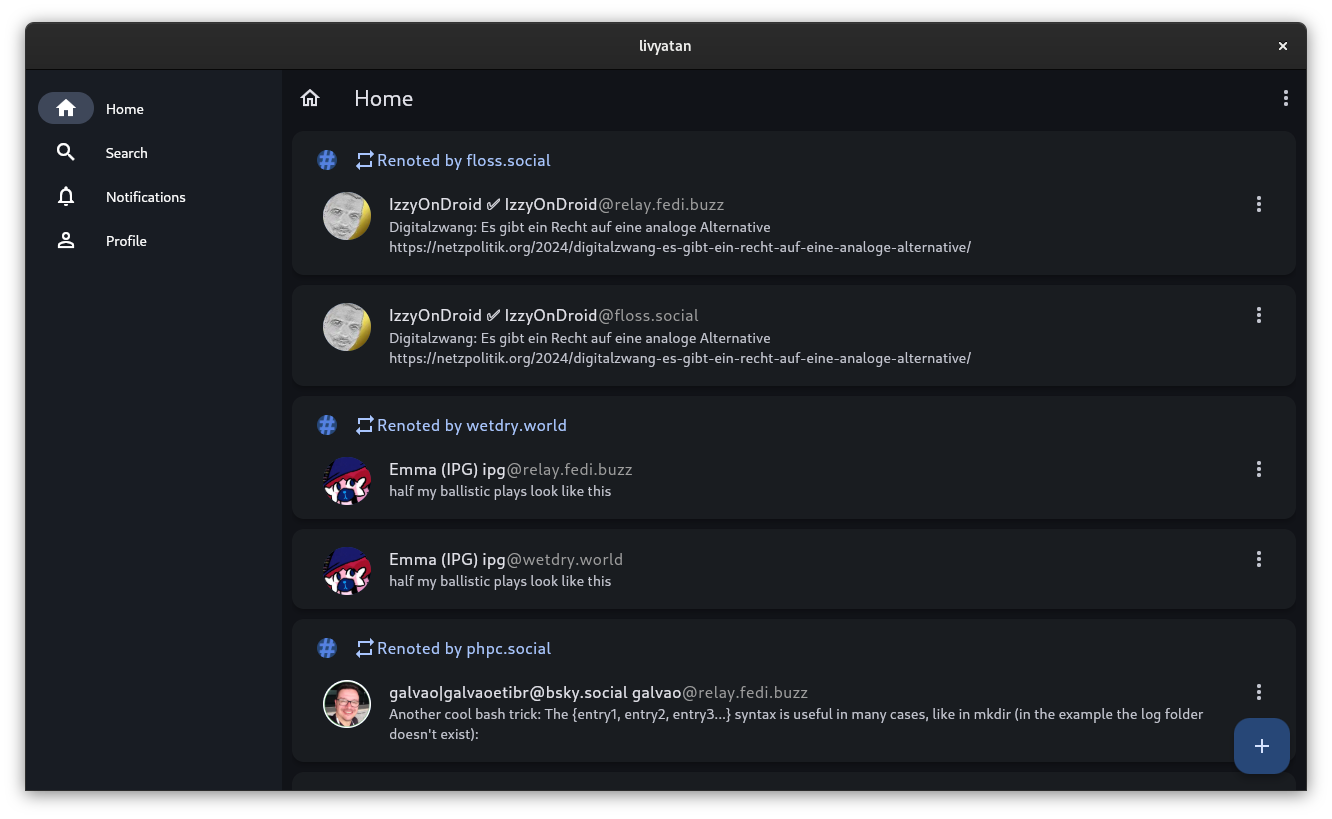 livyatan
Home
Search
Notifications
Profile
Home
Renoted by floss.social
IzzyOnDroid ✅ IzzyOnDroid@relay.fedi.buzz
Digitalzwang: Es gibt ein Recht auf eine analoge Alternative
https://netzpolitik.org/2024/digitalzwang-es-gibt-ein-recht-auf-eine-analoge-alternative/
IzzyOnDroid ✅ IzzyOnDroid@floss.social
Digitalzwang: Es gibt ein Recht auf eine analoge Alternative
https://netzpolitik.org/2024/digitalzwang-es-gibt-ein-recht-auf-eine-analoge-alternative/
Renoted by wetdry.world
Emma (IPG) ipg@relay.fedi.buzz
half my ballistic plays look like this
Emma (IPG) ipg@wetdry.world
half my ballistic plays look like this
Renoted by phpc.social
galvao|galvaoetibr@bsky.social galvao@relay.fedi.buzz
Another cool bash trick: The {entry1, entry2, entry3...} syntax is useful in many cases, like in mkdir (in the example the log folder
doesn't exist):